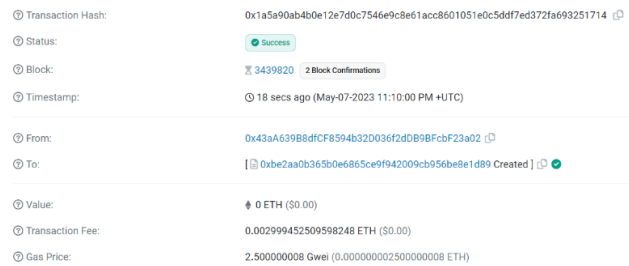 Transaction Hash: 0x1a5a90ab4b0e12e7d0c7546e9c8e61acc8601051e0c5ddf7ed372fa693251714
Status: Success
Block: 3439820 2 Block Confirmations
Timestamp: 18 secs ago (May-07-2023 11:10:00 PM +UTC)
From: 0x43aA639B8dfCF8594b32D036f2dDB9BFcbF23a02
To: [ 0xbe2aa0b365b0e6865ce9f942009cb956be8e1d89 Created ]
Value: 0 ETH ($0.00)
Transaction Fee: 0.002999452509598248 ETH ($0.00)
Gas Price: 2.500000008 Gwei (0.000000002500000008 ETH)